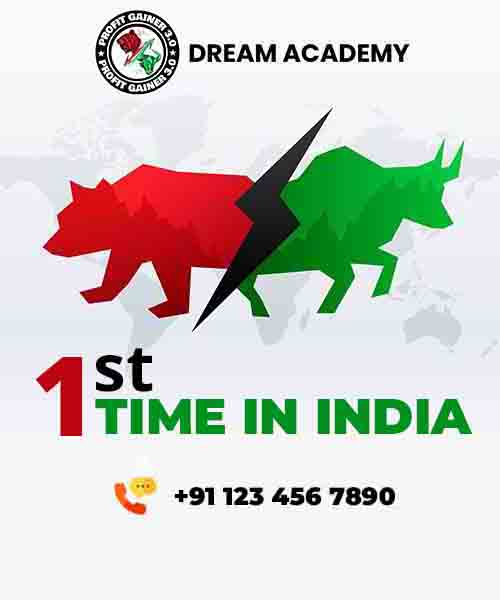 PROFIT GAINER 3.0
DREAM ACADEMY
PROFIT GAINER 3.0
1st
TIME IN INDIA
+91 123 456 7890